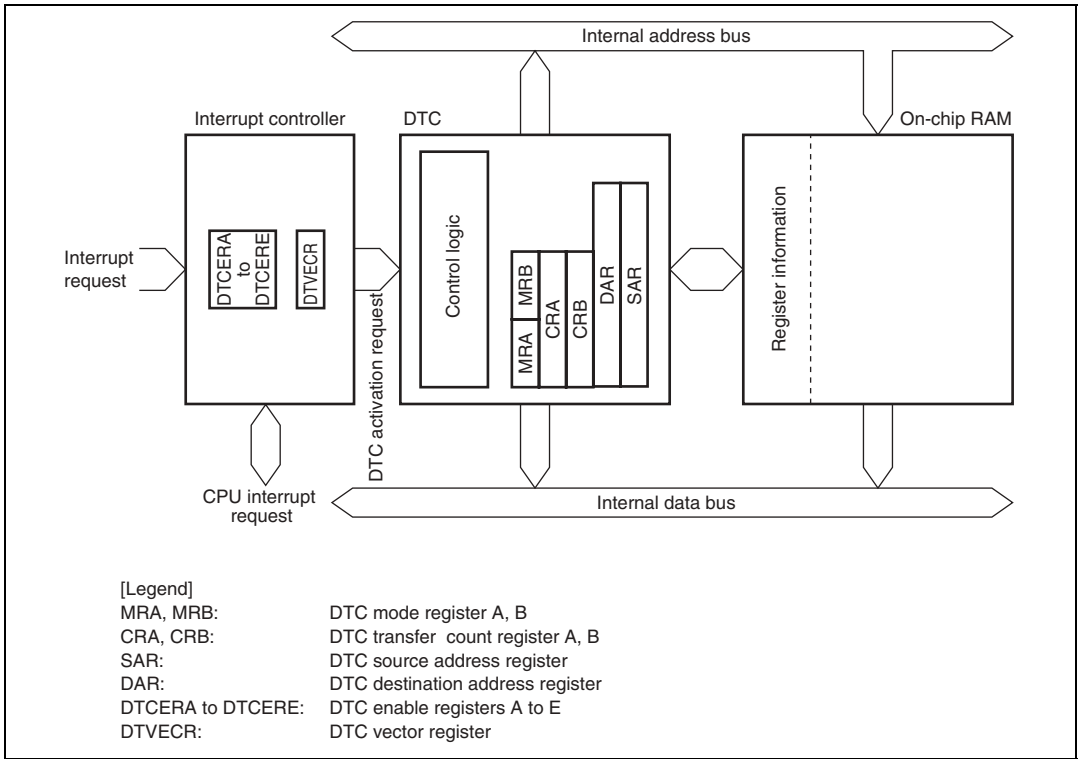 Internal address bus
Interrupt controller
DTC
On-chip RAM
Interrupt
request
DTCERA
to
DTCERE
DTVECR
DTC activation request
Control logic
MRA
MRB
CRA
CRB
DAR
SAR
Register information
CPU interrupt
request
Internal data bus
[Legend]
MRA, MRB: DTC mode register A, B
CRA, CRB: DTC transfer count register A, B
SAR: DTC source address register
DAR: DTC destination address register
DTCERA to DTCERE: DTC enable registers A to E
DTVECR: DTC vector register